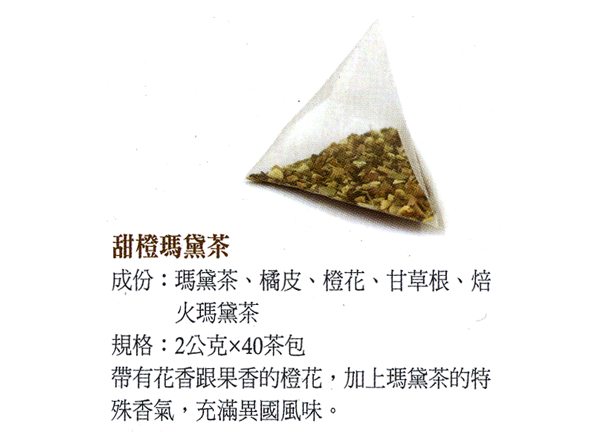 甜橙瑪黛茶
成份：瑪黛茶、橘皮、橙花、甘草根、焙
火瑪黛茶
規格：2公克×40茶包
帶有花香跟果香的橙花，加上瑪黛茶的特
殊香氣，充滿異國風味。